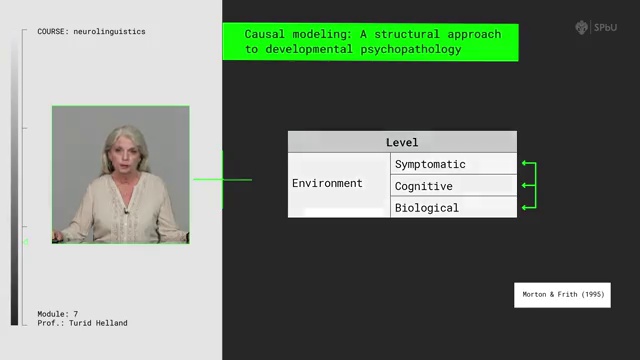 COURSE: neurolinguistics
Causal modeling: A structural approach
to developmental psychopathology
SPbU
Level
Environment
Symptomatic
Cognitive
Biological
Morton & Frith (1995)
Module: 7
Prof.: Turid Helland